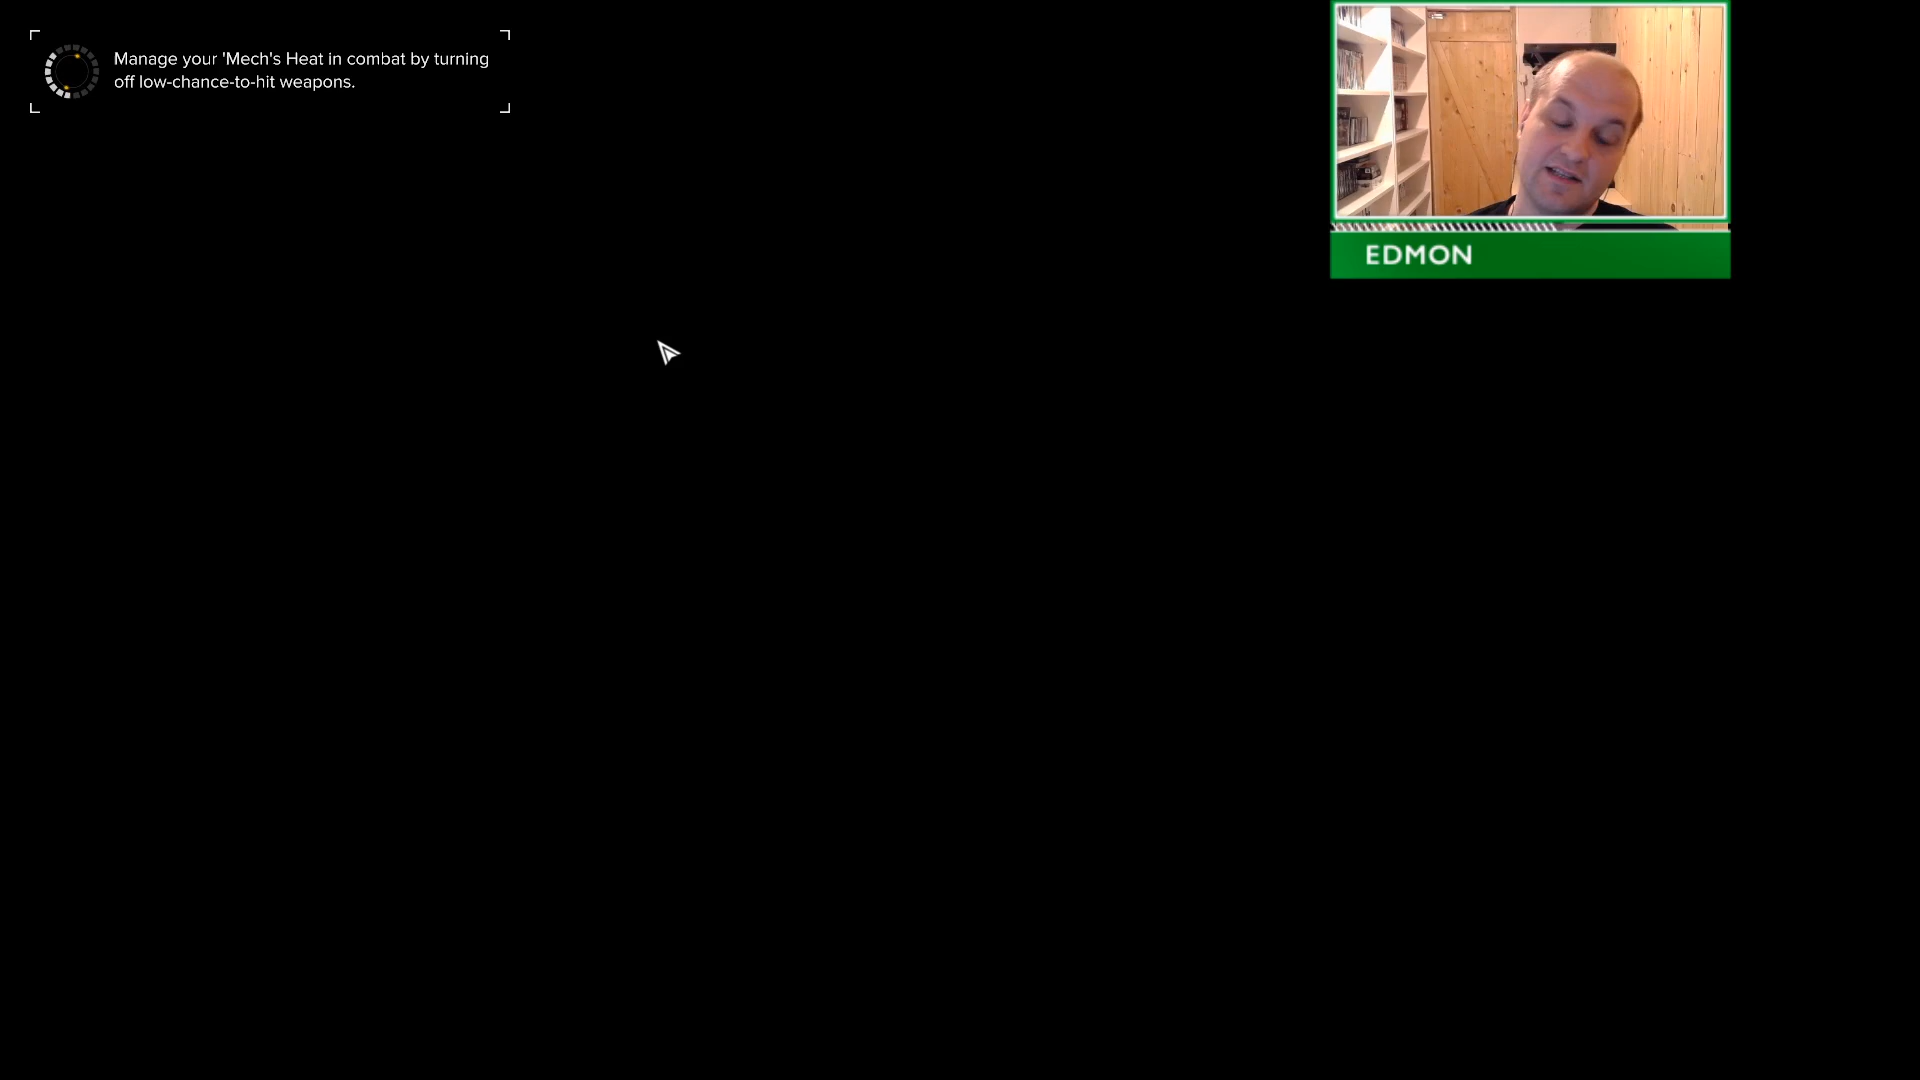 Manage your 'Mech's Heat in combat by turning
off low-chance-to-hit weapons.
EDMON